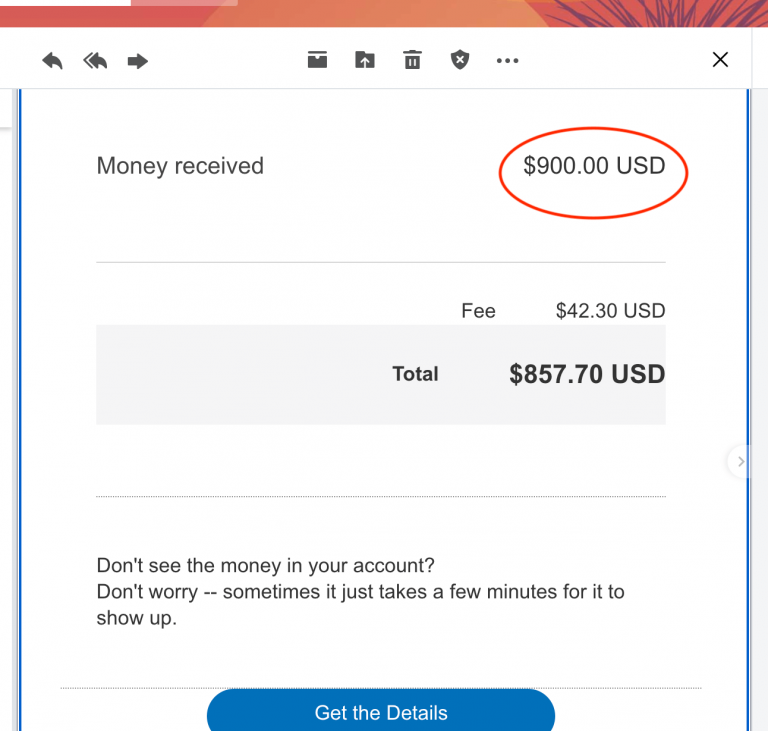 Money received $900.00 USD
Fee $42.30 USD
Total $857.70 USD
Don't see the money in your account?
Don't worry -- sometimes it just takes a few minutes for it to
show up.
Get the Details